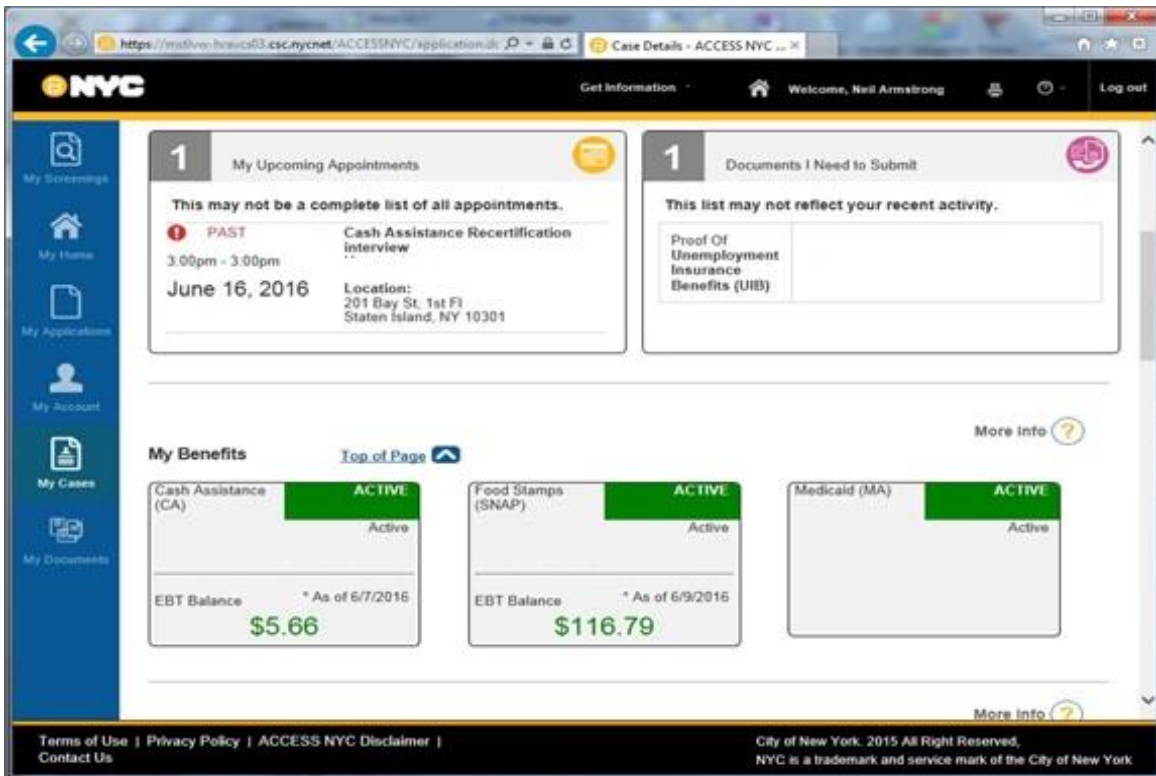 https://mstlvw-hravcs03.csc.nycnet/ACCESSNYC/application.do
Case Details - ACCESS NYC ...
NYC
Get Information
Welcome, Neil Armstrong
Log out
My Screenings
My Home
My Applications
My Account
My Cases
My Documents
1
My Upcoming Appointments
This may not be a complete list of all appointments.
PAST
3:00pm - 3:00pm
June 16, 2016
Cash Assistance Recertification
interview
Location:
201 Bay St, 1st Fl
Staten Island, NY 10301
1
Documents I Need to Submit
This list may not reflect your recent activity.
Proof Of
Unemployment
Insurance
Benefits (UIB)
More Info ?
My Benefits
Top of Page
Cash Assistance
(CA)
ACTIVE
Active
EBT Balance
* As of 6/7/2016
$5.66
Food Stamps
(SNAP)
ACTIVE
Active
EBT Balance
* As of 6/9/2016
$116.79
Medicaid (MA)
ACTIVE
Active
More Info ?
Terms of Use | Privacy Policy | ACCESS NYC Disclaimer |
Contact Us
City of New York. 2015 All Right Reserved,
NYC is a trademark and service mark of the City of New York